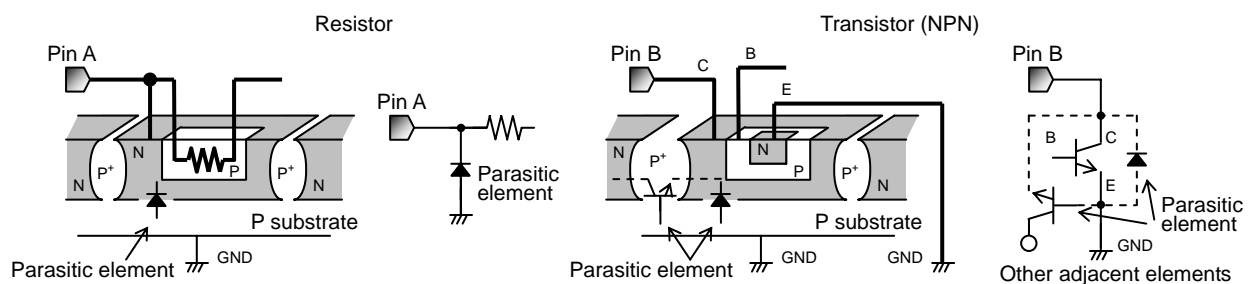 Resistor
Transistor (NPN)
Pin A
Pin B
B
Pin B
C
E
Pin A
N
P+
N
P
P+
N
N
P+
N
P
P+
N
B
C
E
Parasitic
element
P substrate
GND
Parasitic element
P substrate
GND
GND
Parasitic element
Parasitic
element
GND
Other adjacent elements